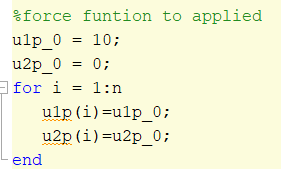 %force funtion to applied
u1p_0 = 10;
u2p_0 = 0;
for i = 1:n
u1p(i)=u1p_0;
u2p(i)=u2p_0;
end